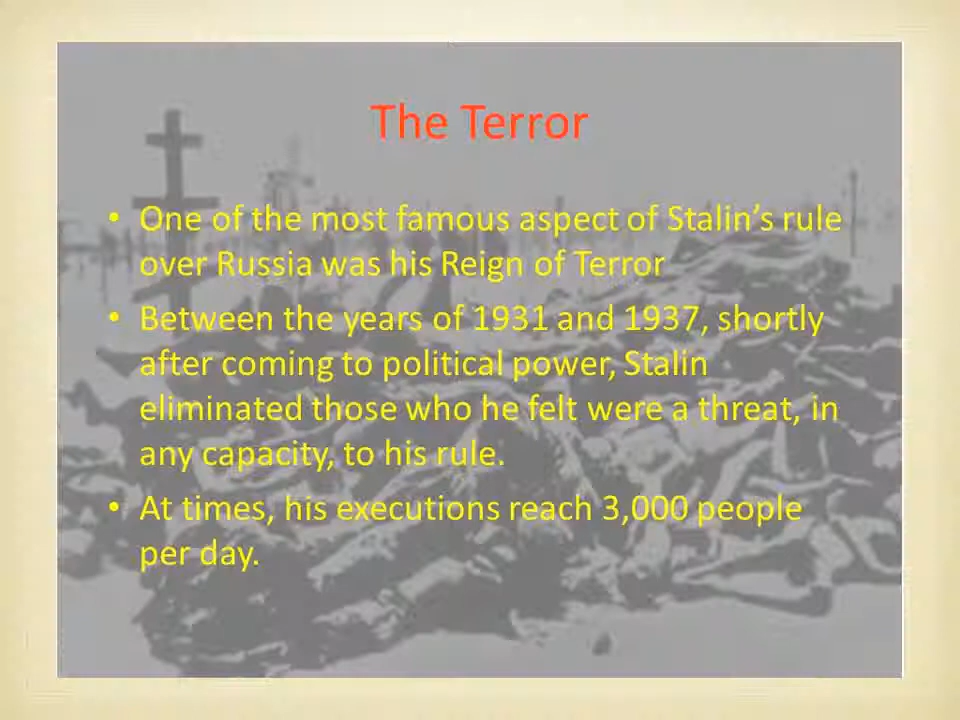 The Terror
• One of the most famous aspect of Stalin’s rule
over Russia was his Reign of Terror
• Between the years of 1931 and 1937, shortly
after coming to political power, Stalin
eliminated those who he felt were a threat, in
any capacity, to his rule.
• At times, his executions reach 3,000 people
per day.